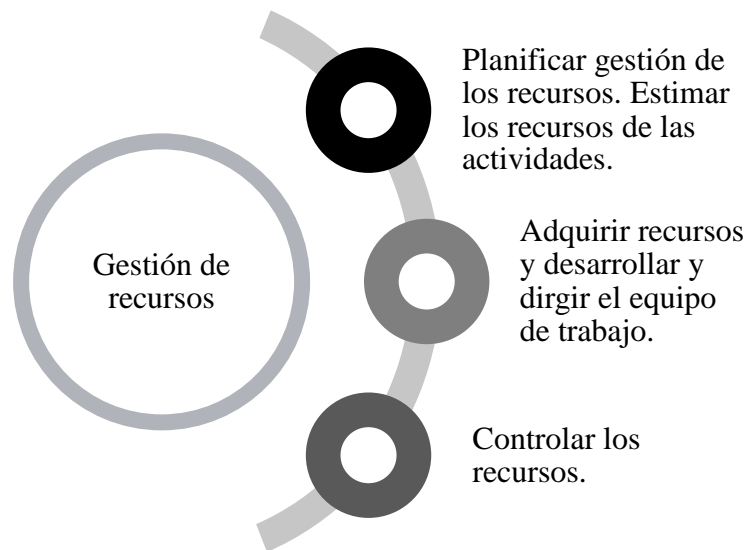 Gestión de
recursos
Planificar gestión de
los recursos. Estimar
los recursos de las
actividades.
Adquirir recursos
y desarrollar y
dirgir el equipo
de trabajo.
Controlar los
recursos.